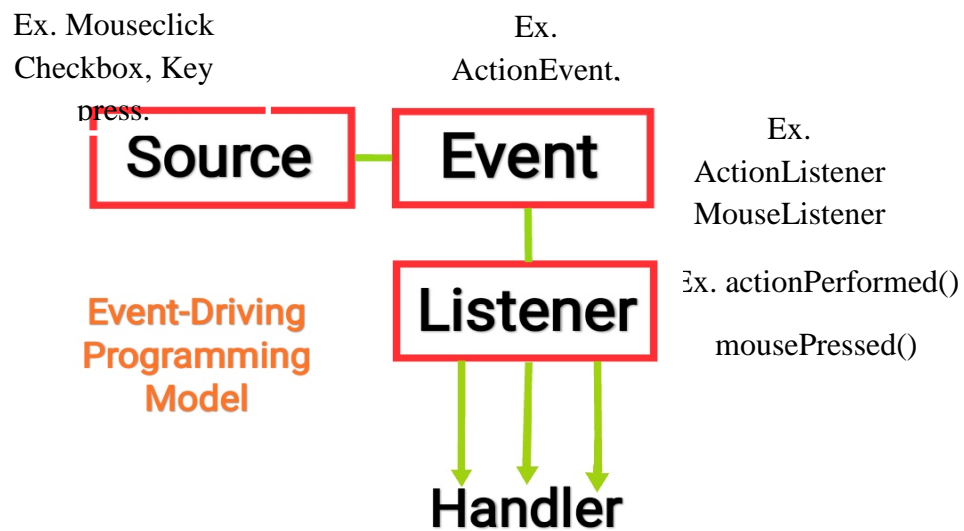 Ex. Mouseclick
Checkbox, Key
press.
Ex.
ActionEvent,
Source
Event
Ex.
ActionListener
MouseListener
Listener
Ex. actionPerformed()
mousePressed()
Event-Driving
Programming
Model
Handler